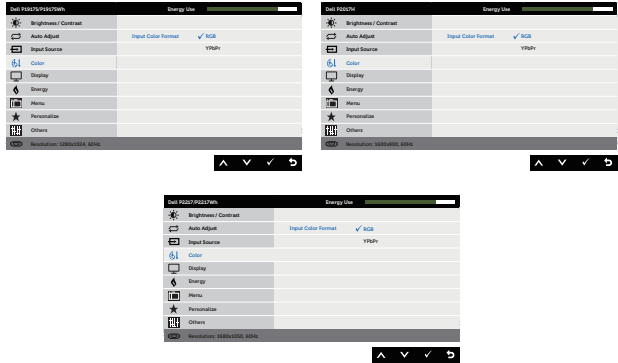 Dell P1917S/P1917SWh Energy Use
Brightness / Contrast
Auto Adjust Input Color Format ✓ RGB
Input Source YPbPr
Color
Display
Energy
Menu
Personalize
Others
Resolution: 1280x1024, 60Hz
Dell P2017H Energy Use
Brightness / Contrast
Auto Adjust Input Color Format ✓ RGB
Input Source YPbPr
Color
Display
Energy
Menu
Personalize
Others
Resolution: 1600x900, 60Hz
Dell P2217/P2217Wh Energy Use
Brightness / Contrast
Auto Adjust Input Color Format ✓ RGB
Input Source YPbPr
Color
Display
Energy
Menu
Personalize
Others
Resolution: 1680x1050, 60Hz